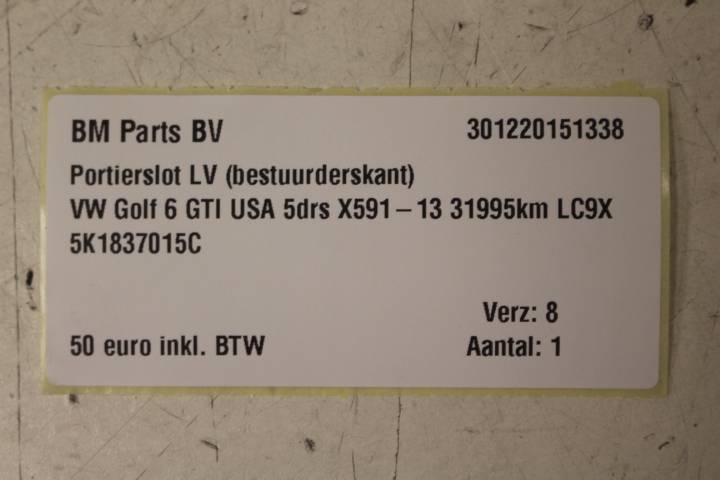 BM Parts BV 301220151338
Portierslot LV (bestuurderskant)
VW Golf 6 GTI USA 5drs X591 – 13 31995km LC9X
5K1837015C
Verz: 8
50 euro inkl. BTW Aantal: 1